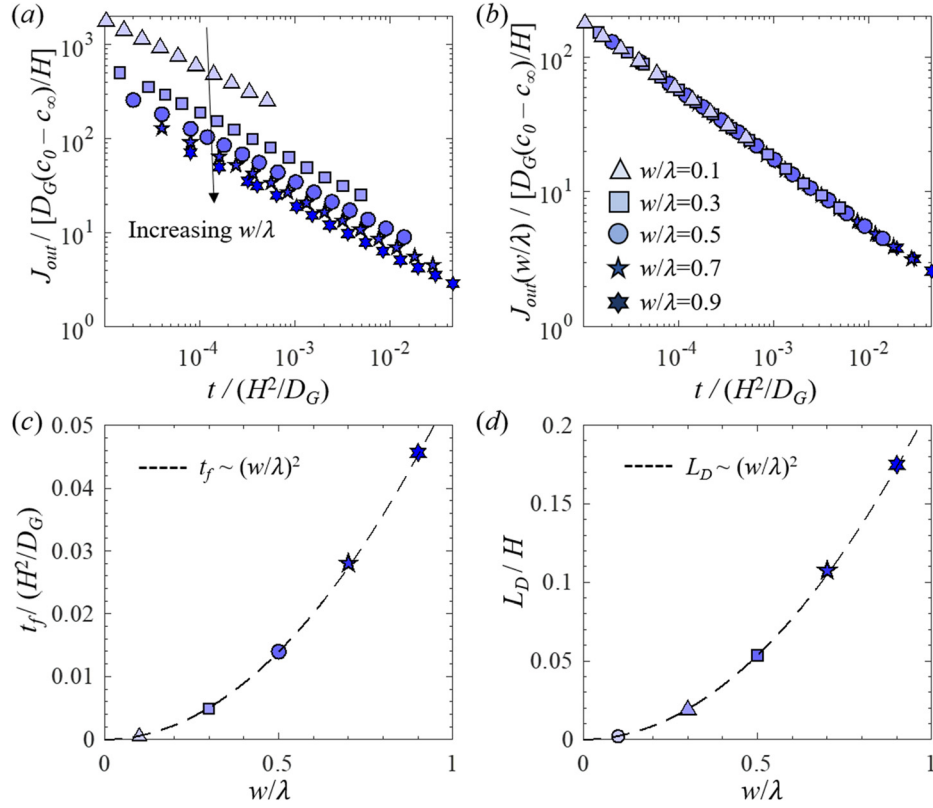 (a)
J_out / [D_G(c_0 − c_∞)/H]
10^3
10^2
10^1
10^0
Increasing w/λ
10^-4
10^-3
10^-2
t / (H^2/D_G)
(b)
J_out(w/λ) / [D_G(c_0 − c_∞)/H]
10^2
10^1
10^0
w/λ=0.1
w/λ=0.3
w/λ=0.5
w/λ=0.7
w/λ=0.9
10^-4
10^-3
10^-2
t / (H^2/D_G)
(c)
t_f / (H^2/D_G)
0.05
0.04
0.03
0.02
0.01
0
t_f ~ (w/λ)^2
0
0.5
1
w/λ
(d)
L_D / H
0.2
0.15
0.10
0.05
0
L_D ~ (w/λ)^2
0
0.5
1
w/λ